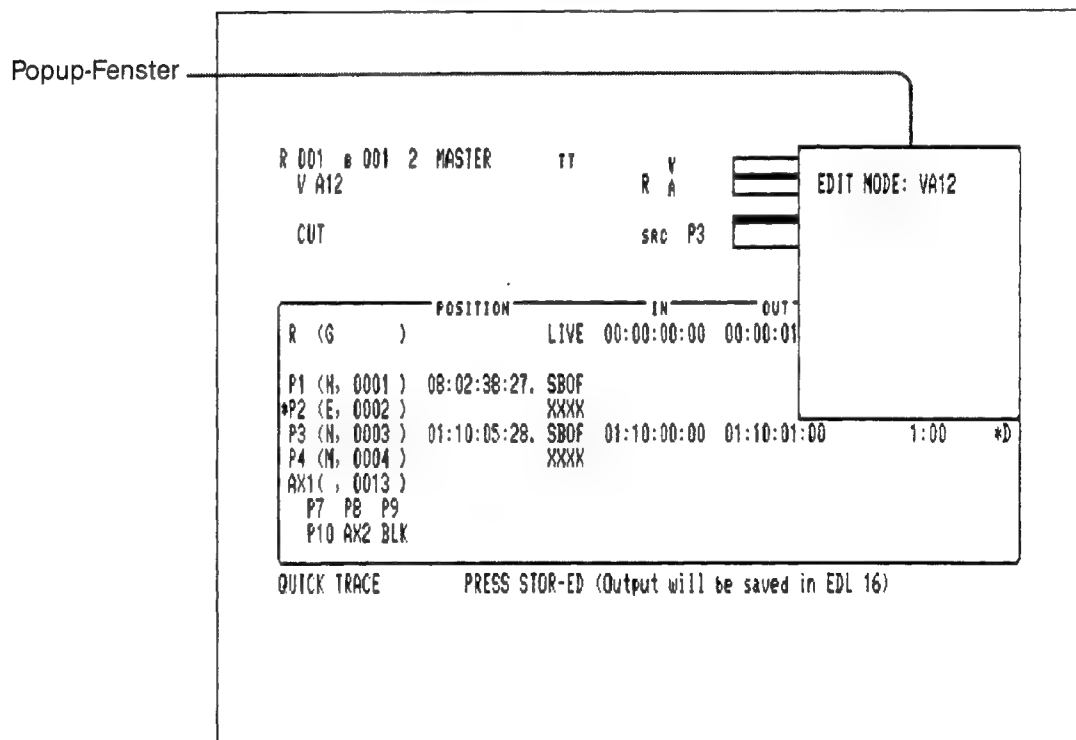 Popup-Fenster
R 001 B 001 2 MASTER TT V
V A12 R A EDIT MODE: VA12
CUT SRC P3
POSITION IN OUT
R (G ) LIVE 00:00:00:00 00:00:01
P1 (N, 0001 ) 08:02:38:27. SBOF
*P2 (E, 0002 ) XXXX
P3 (N, 0003 ) 01:10:05:28. SBOF 01:10:00:00 01:10:01:00 1:00 *D
P4 (M, 0004 ) XXXX
AX1( , 0013 )
P7 P8 P9
P10 AX2 BLK
QUICK TRACE PRESS STOR-ED (Output will be saved in EDL 16)